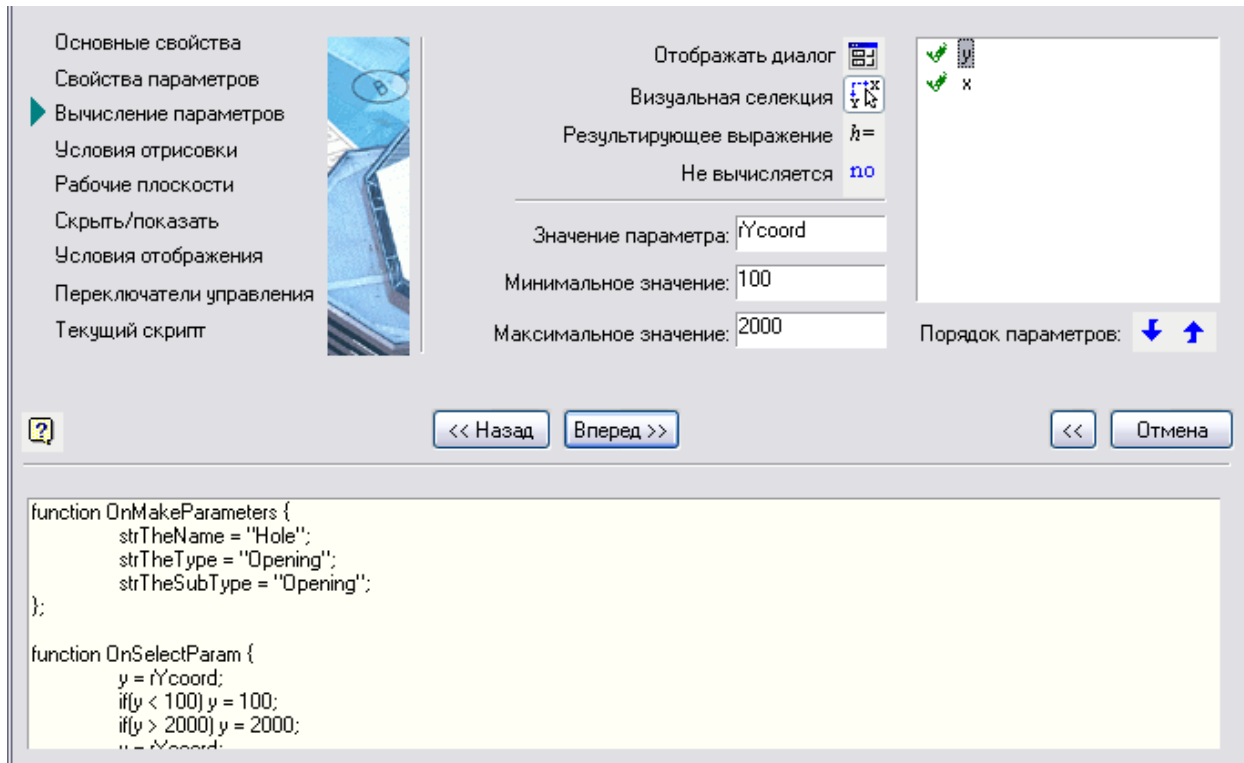 Основные свойства
Свойства параметров
Вычисление параметров
Условия отрисовки
Рабочие плоскости
Скрыть/показать
Условия отображения
Переключатели управления
Текущий скрипт
B
Отображать диалог
Визуальная селекция
Результирующее выражение h=
Не вычисляется no
Значение параметра: rYcoord
Минимальное значение: 100
Максимальное значение: 2000
y
x
Порядок параметров:
<< Назад
Вперед >>
<<
Отмена
function OnMakeParameters {
strTheName = "Hole";
strTheType = "Opening";
strTheSubType = "Opening";
};
function OnSelectParam {
y = rYcoord;
if(y < 100) y = 100;
if(y > 2000) y = 2000;